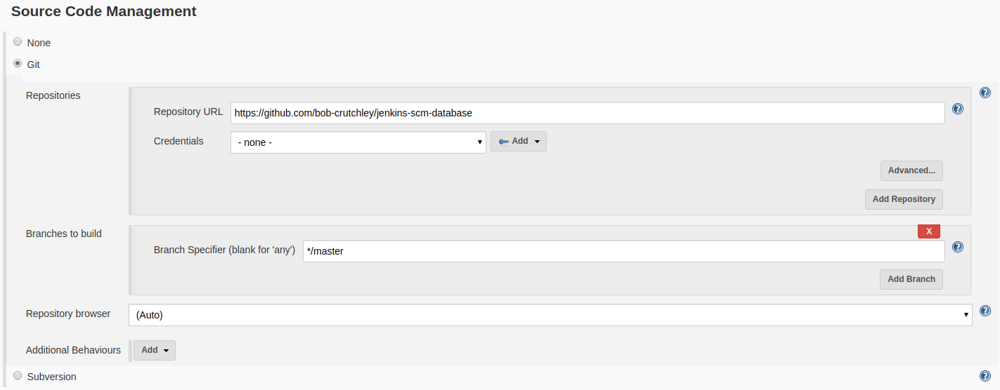 Source Code Management
None
Git
Repositories
Repository URL https://github.com/bob-crutchley/jenkins-scm-database
Credentials - none - Add
Advanced...
Add Repository
Branches to build
X
Branch Specifier (blank for 'any') */master
Add Branch
Repository browser (Auto)
Additional Behaviours Add
Subversion